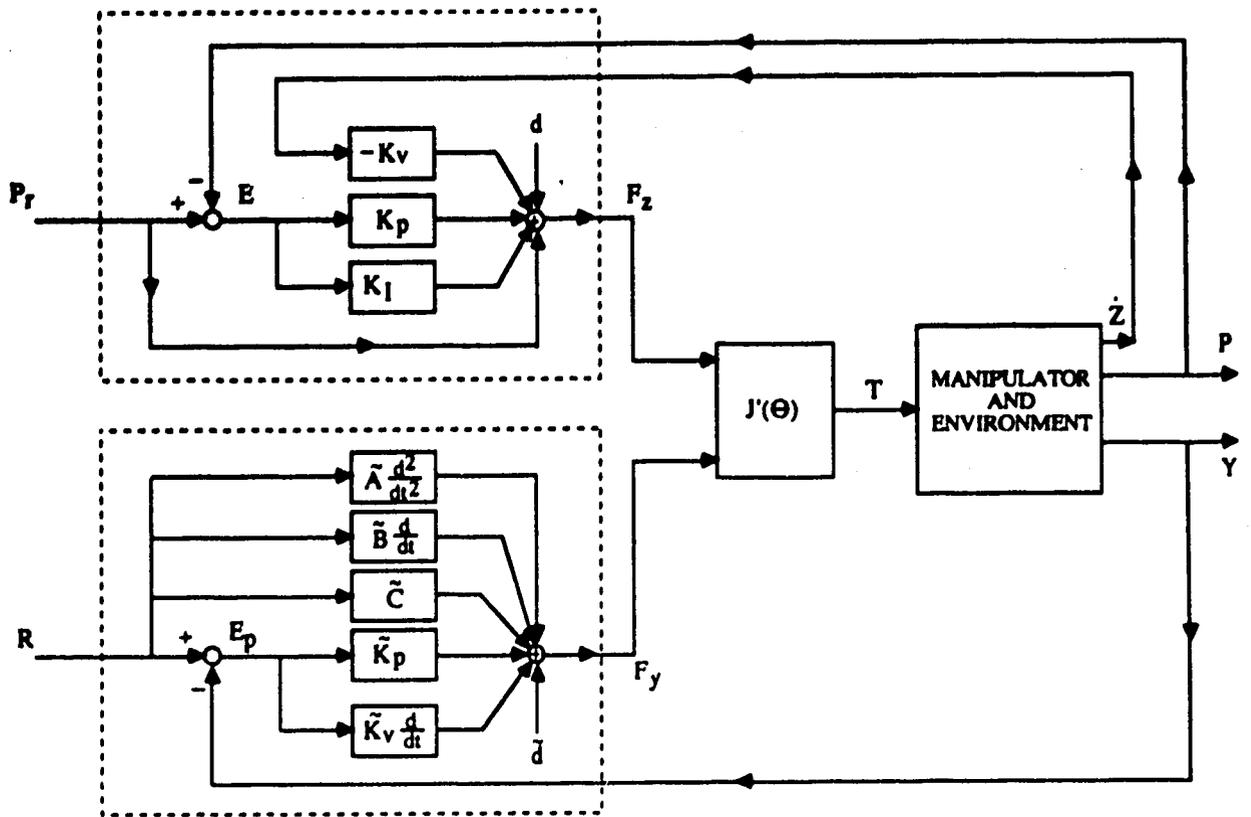 d
-Kv
Pr
-
+
E
Fz
Kp
KI
Ż
P
MANIPULATOR
AND
ENVIRONMENT
T
J'(Θ)
Y
Ã d²/dt²
B̃ d/dt
C̃
R
+
Ep
K̃p
-
Fy
K̃v d/dt
d̃